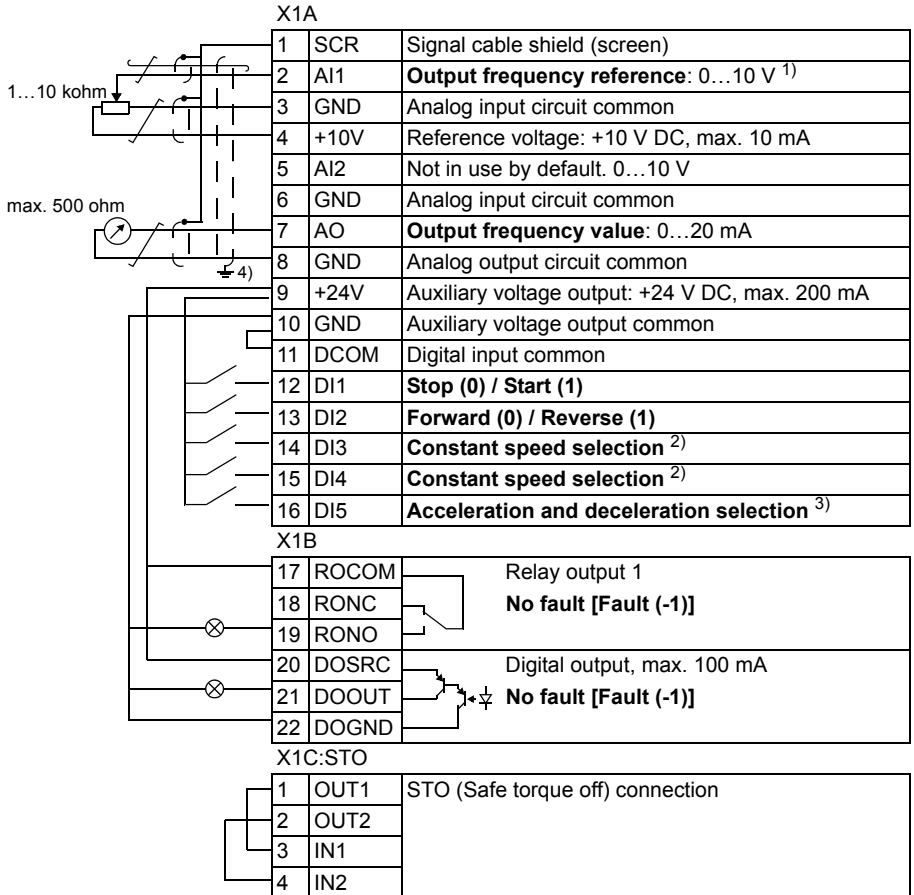 X1A
1 SCR Signal cable shield (screen)
2 AI1 Output frequency reference: 0…10 V 1)
1…10 kohm
3 GND Analog input circuit common
4 +10V Reference voltage: +10 V DC, max. 10 mA
5 AI2 Not in use by default. 0…10 V
6 GND Analog input circuit common
max. 500 ohm
7 AO Output frequency value: 0…20 mA
8 GND Analog output circuit common
4)
9 +24V Auxiliary voltage output: +24 V DC, max. 200 mA
10 GND Auxiliary voltage output common
11 DCOM Digital input common
12 DI1 Stop (0) / Start (1)
13 DI2 Forward (0) / Reverse (1)
14 DI3 Constant speed selection 2)
15 DI4 Constant speed selection 2)
16 DI5 Acceleration and deceleration selection 3)
X1B
17 ROCOM Relay output 1
18 RONC No fault [Fault (-1)]
19 RONO
20 DOSRC Digital output, max. 100 mA
21 DOOUT No fault [Fault (-1)]
22 DOGND
X1C:STO
1 OUT1 STO (Safe torque off) connection
2 OUT2
3 IN1
4 IN2